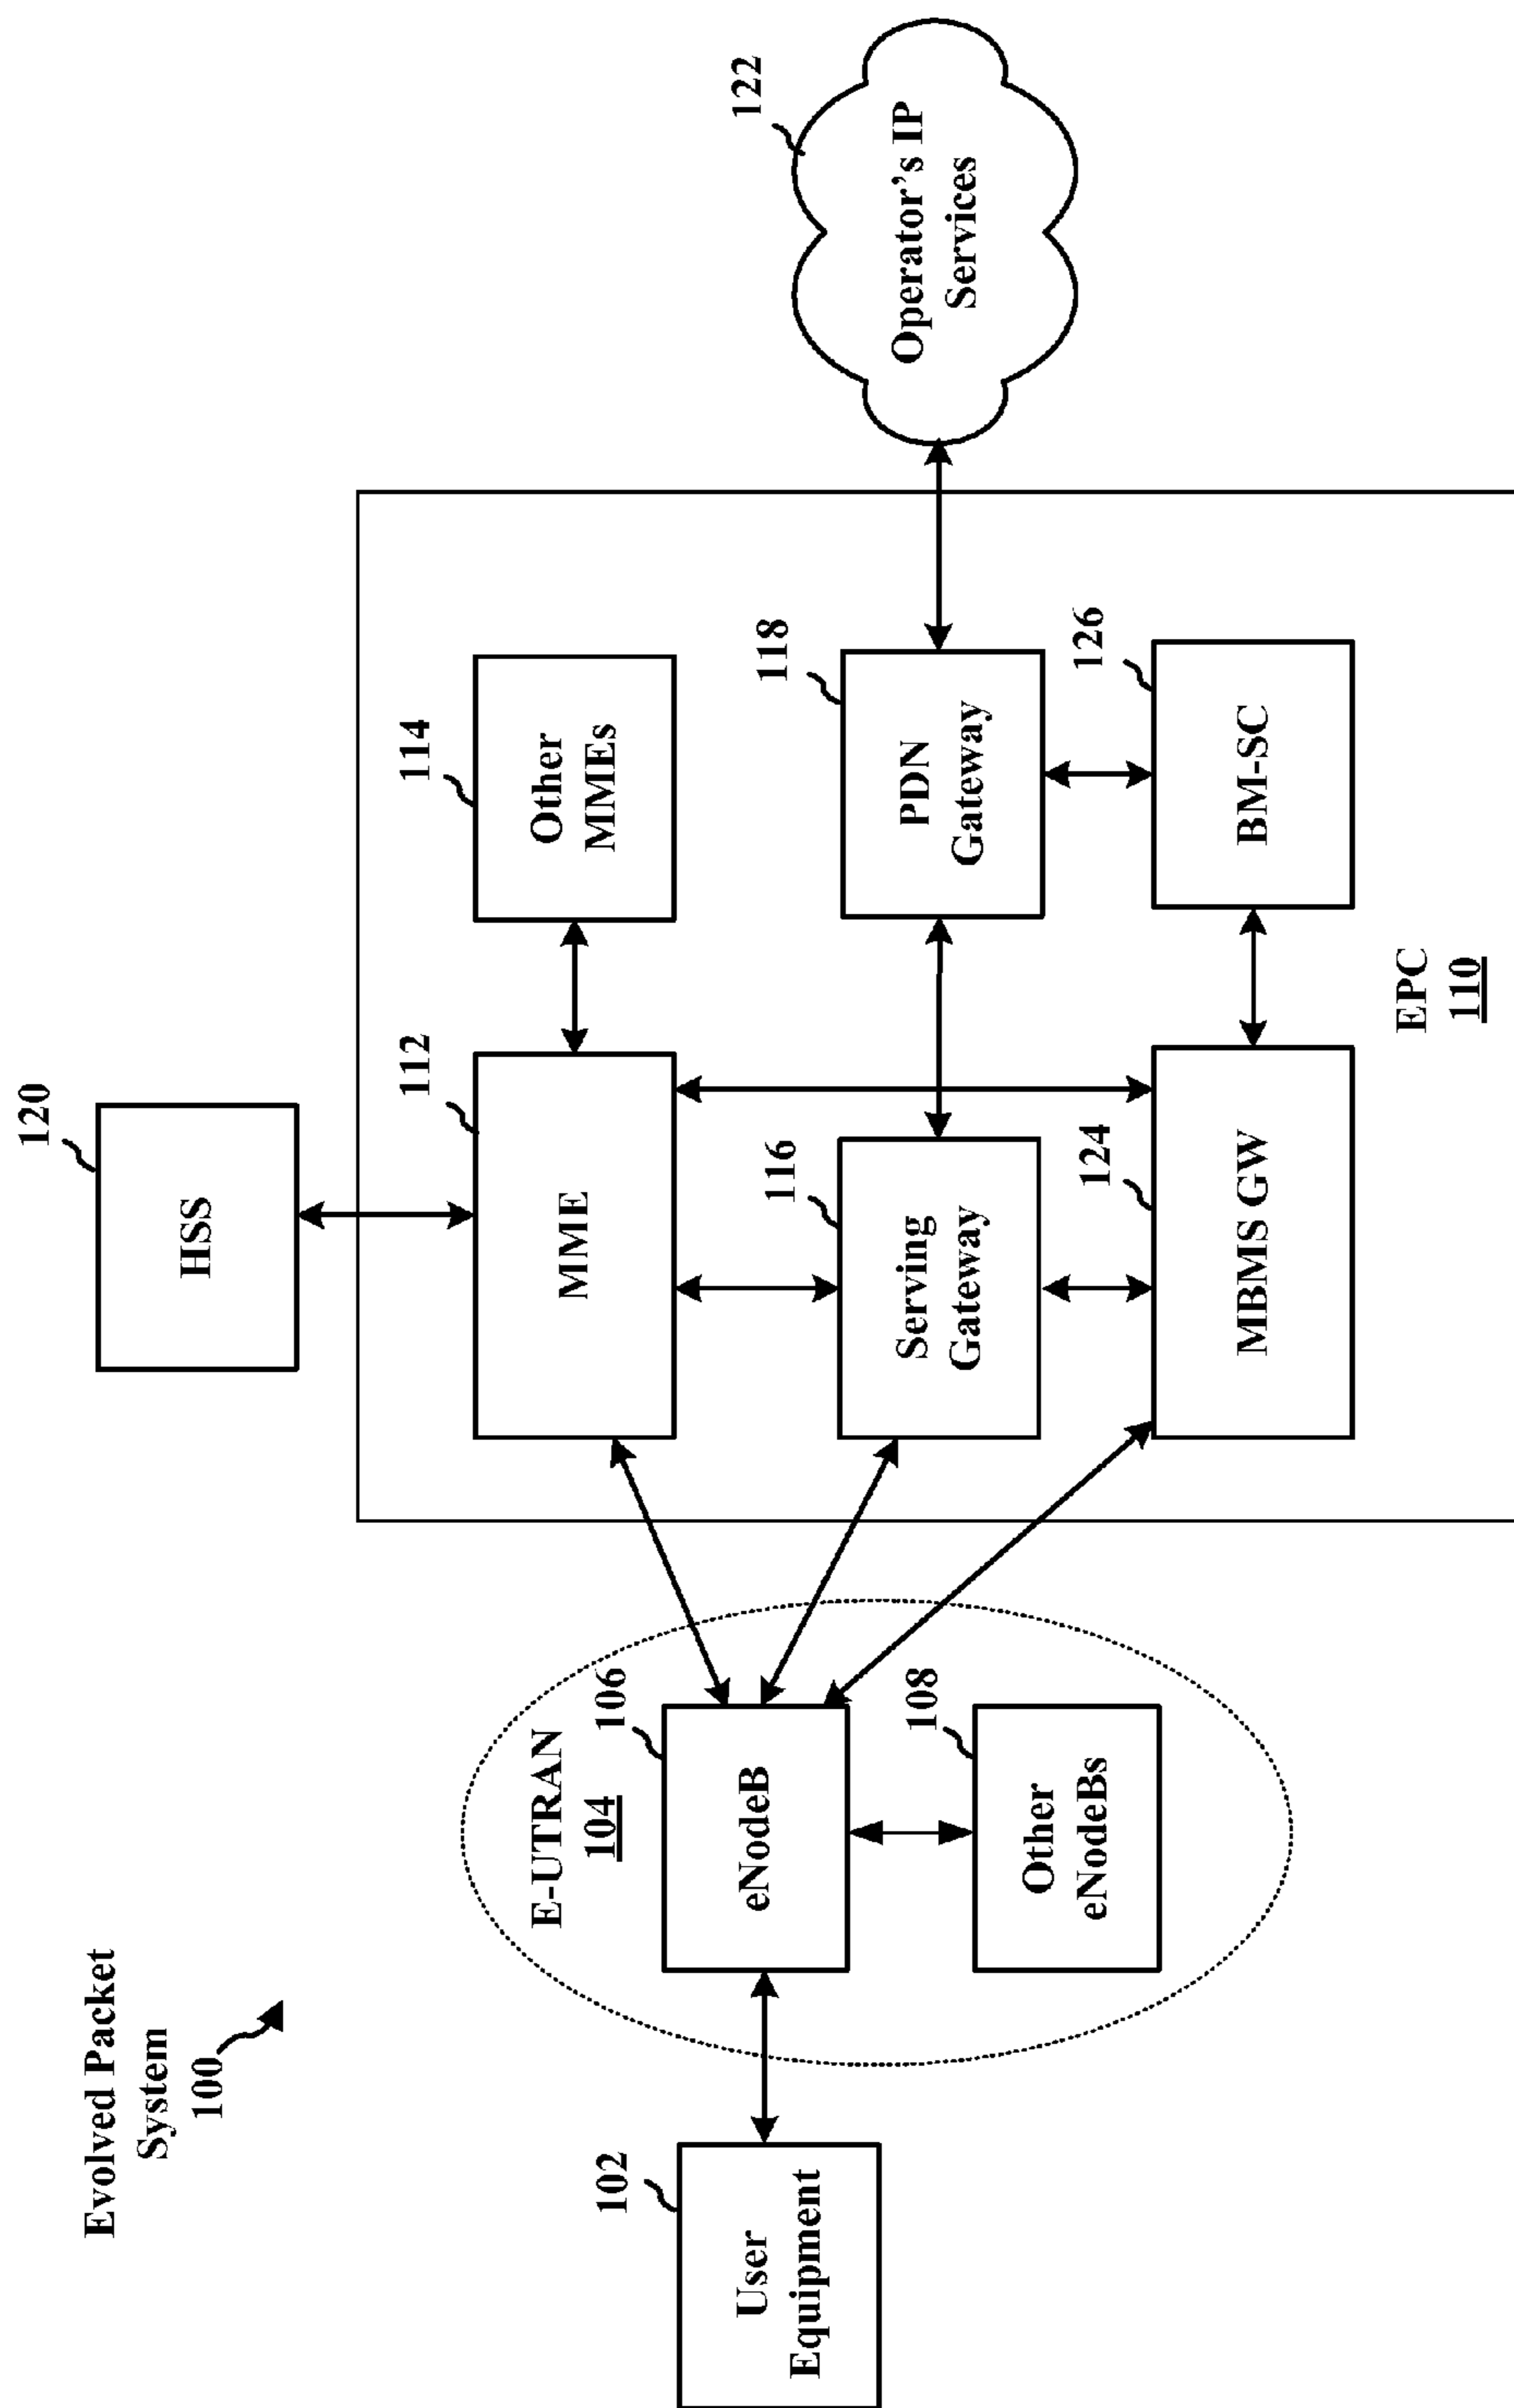 Evolved Packet
System
100
120
HSS
E-UTRAN
104
102
User
Equipment
106
eNodeB
108
Other
eNodeBs
112
MME
114
Other
MMEs
116
Serving
Gateway
118
PDN
Gateway
122
Operator's IP
Services
124
MBMS GW
126
BM-SC
EPC
110